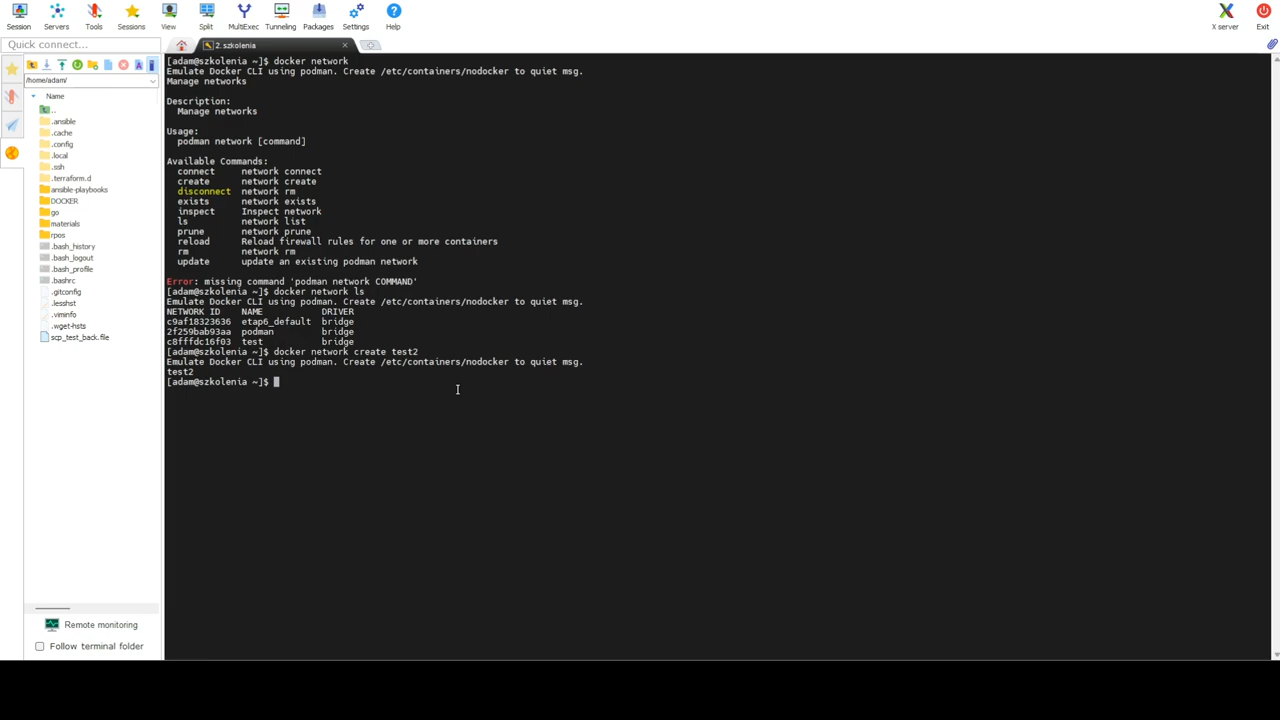 Session Servers Tools Sessions View Split MultiExec Tunneling Packages Settings Help X server Exit
Quick connect...
2. szkolenia
/home/adam/
Name
..
.ansible
.cache
.config
.local
.ssh
.terraform.d
ansible-playbooks
DOCKER
go
materials
rpos
.bash_history
.bash_logout
.bash_profile
.bashrc
.gitconfig
.lesshst
.viminfo
.wget-hsts
scp_test_back.file
Remote monitoring
Follow terminal folder
[adam@szkolenia ~]$ docker network
Emulate Docker CLI using podman. Create /etc/containers/nodocker to quiet msg.
Manage networks
Description:
Manage networks
Usage:
podman network [command]
Available Commands:
connect network connect
create network create
disconnect network rm
exists network exists
inspect Inspect network
ls network list
prune network prune
reload Reload firewall rules for one or more containers
rm network rm
update update an existing podman network
Error: missing command 'podman network COMMAND'
[adam@szkolenia ~]$ docker network ls
Emulate Docker CLI using podman. Create /etc/containers/nodocker to quiet msg.
NETWORK ID NAME DRIVER
c9af18323636 etap6_default bridge
2f259bab93aa podman bridge
c8fffdc16f03 test bridge
[adam@szkolenia ~]$ docker network create test2
Emulate Docker CLI using podman. Create /etc/containers/nodocker to quiet msg.
test2
[adam@szkolenia ~]$